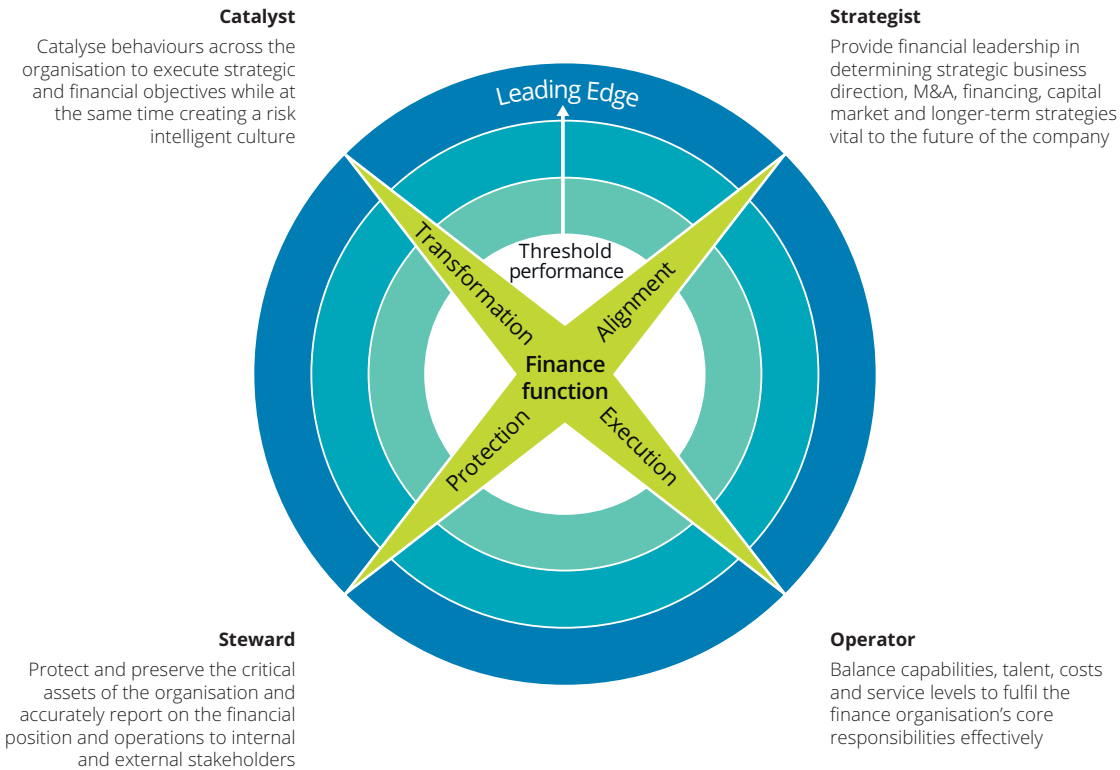 Catalyst
Catalyse behaviours across the
organisation to execute strategic
and financial objectives while at
the same time creating a risk
intelligent culture
Strategist
Provide financial leadership in
determining strategic business
direction, M&A, financing, capital
market and longer-term strategies
vital to the future of the company
Leading Edge
Threshold
performance
Transformation
Alignment
Finance
function
Protection
Execution
Steward
Protect and preserve the critical
assets of the organisation and
accurately report on the financial
position and operations to internal
and external stakeholders
Operator
Balance capabilities, talent, costs
and service levels to fulfil the
finance organisation’s core
responsibilities effectively